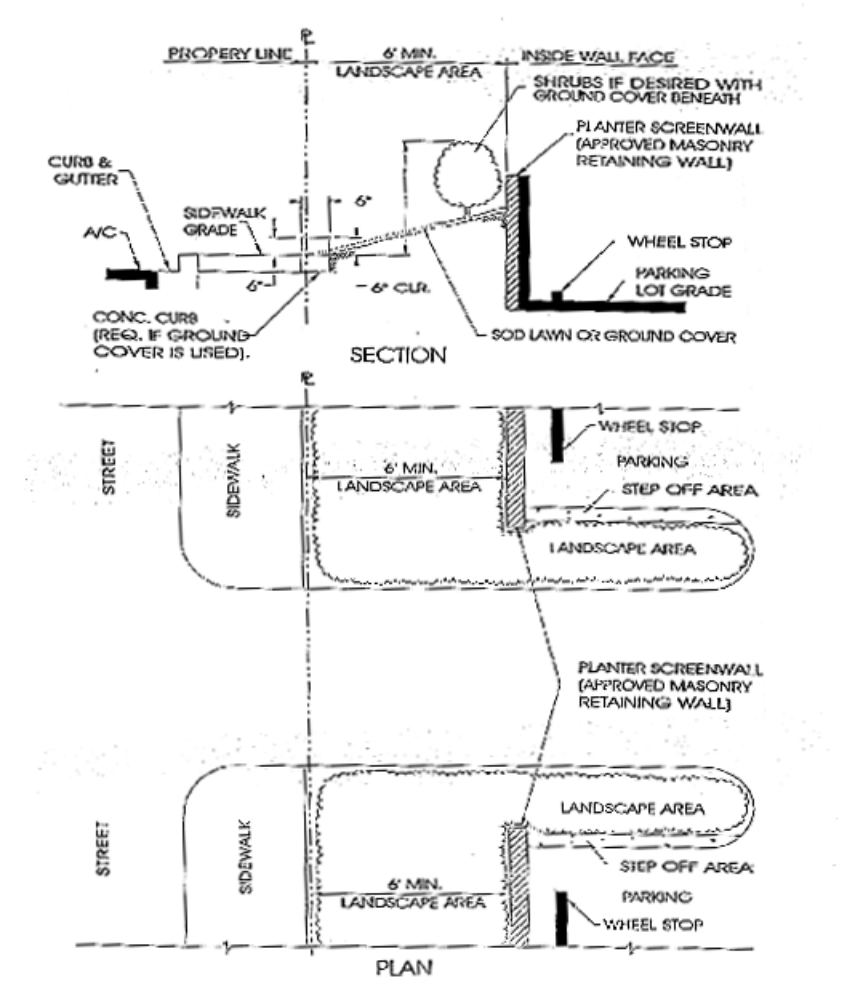 PL
PROPERY LINE
6' MIN.
LANDSCAPE AREA
INSIDE WALL FACE
SHRUBS IF DESIRED WITH
GROUND COVER BENEATH
PLANTER SCREENWALL
(APPROVED MASONRY
RETAINING WALL)
CURB &
GUTTER
A/C
SIDEWALK
GRADE
6"
6"
6" CLR.
WHEEL STOP
PARKING
LOT GRADE
CONC. CURB
(REQ. IF GROUND
COVER IS USED).
SOD LAWN OR GROUND COVER
SECTION
PL
STREET
SIDEWALK
6' MIN.
LANDSCAPE AREA
WHEEL STOP
PARKING
STEP OFF AREA
LANDSCAPE AREA
PLANTER SCREENWALL
(APPROVED MASONRY
RETAINING WALL)
STREET
SIDEWALK
6' MIN.
LANDSCAPE AREA
LANDSCAPE AREA
STEP OFF AREA
PARKING
WHEEL STOP
PLAN